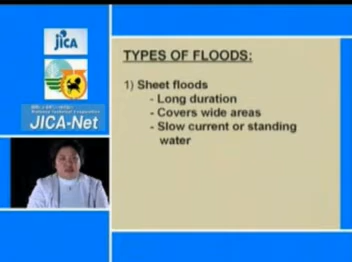 jICA
JICA-Net
TYPES OF FLOODS:
1) Sheet floods
- Long duration
- Covers wide areas
- Slow current or standing
water